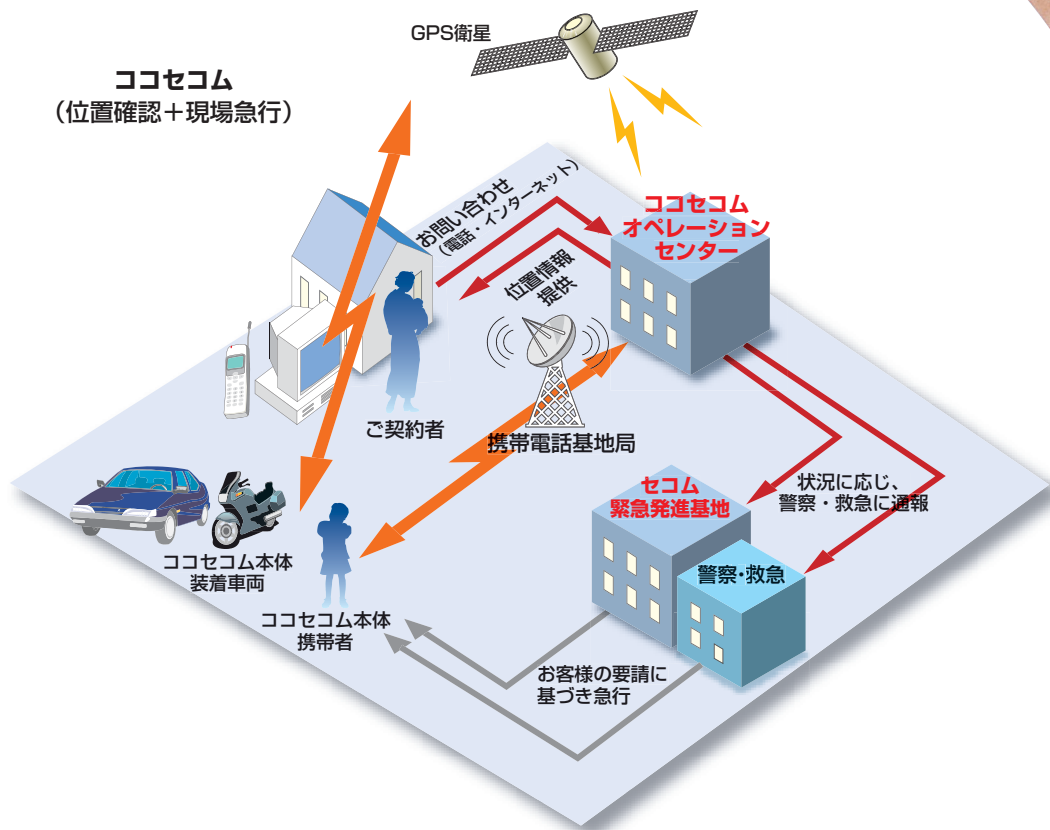 GPS衛星
ココセコム
（位置確認＋現場急行）
お問い合わせ
（電話・インターネット）
ココセコム
オペレーション
センター
位置情報
提供
ご契約者
携帯電話基地局
状況に応じ、
警察・救急に通報
セコム
緊急発進基地
警察・救急
ココセコム本体
装着車両
ココセコム本体
携帯者
お客様の要請に
基づき急行